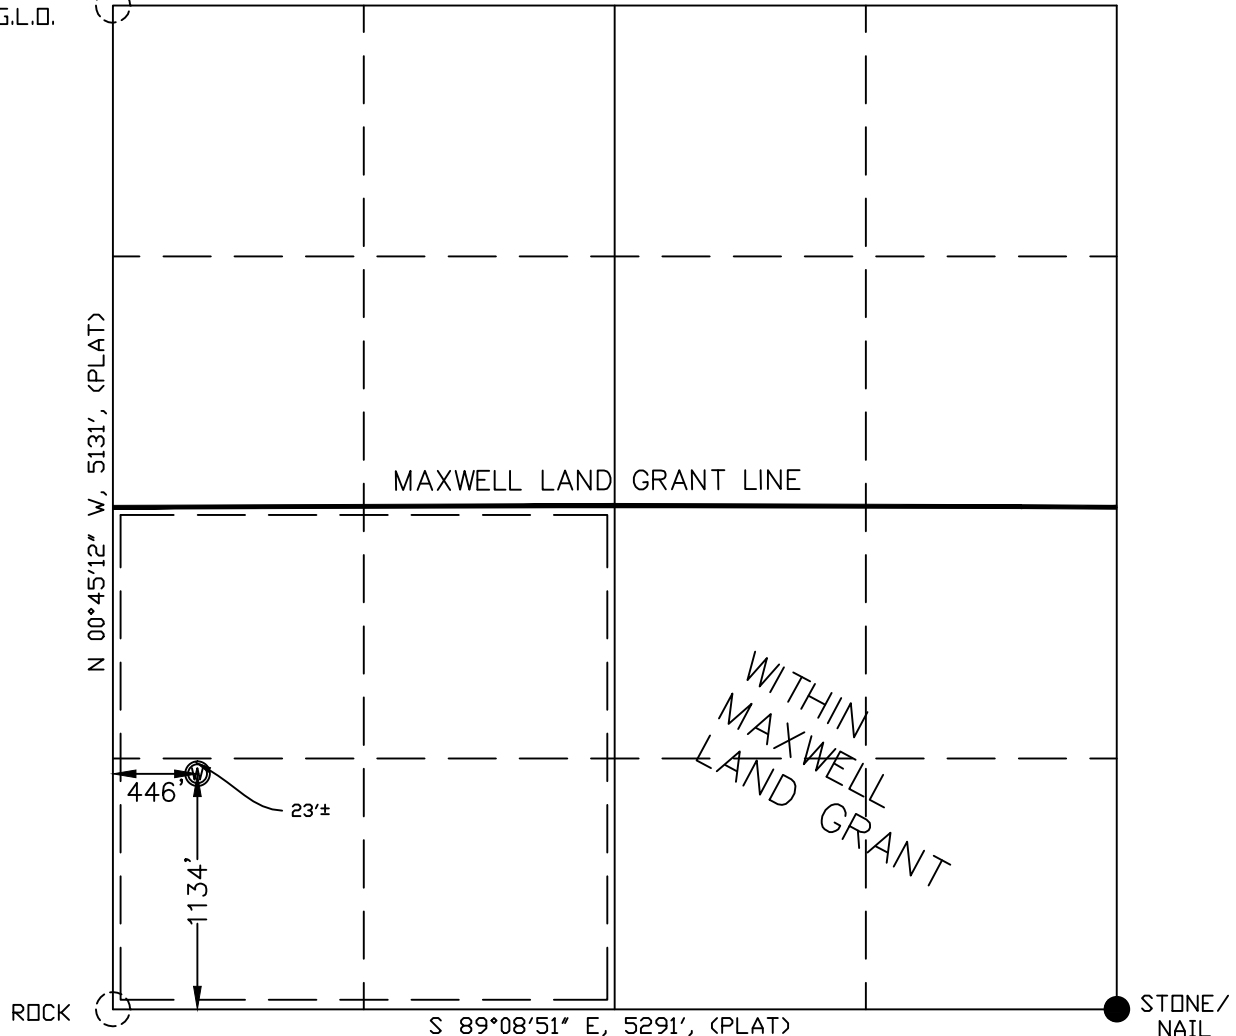 G.L.O.
N 00°45'12" W, 5131', (PLAT)
MAXWELL LAND GRANT LINE
WITHIN
MAXWELL
LAND GRANT
446'
23'±
1134'
ROCK
S 89°08'51" E, 5291', (PLAT)
STONE/
NAIL